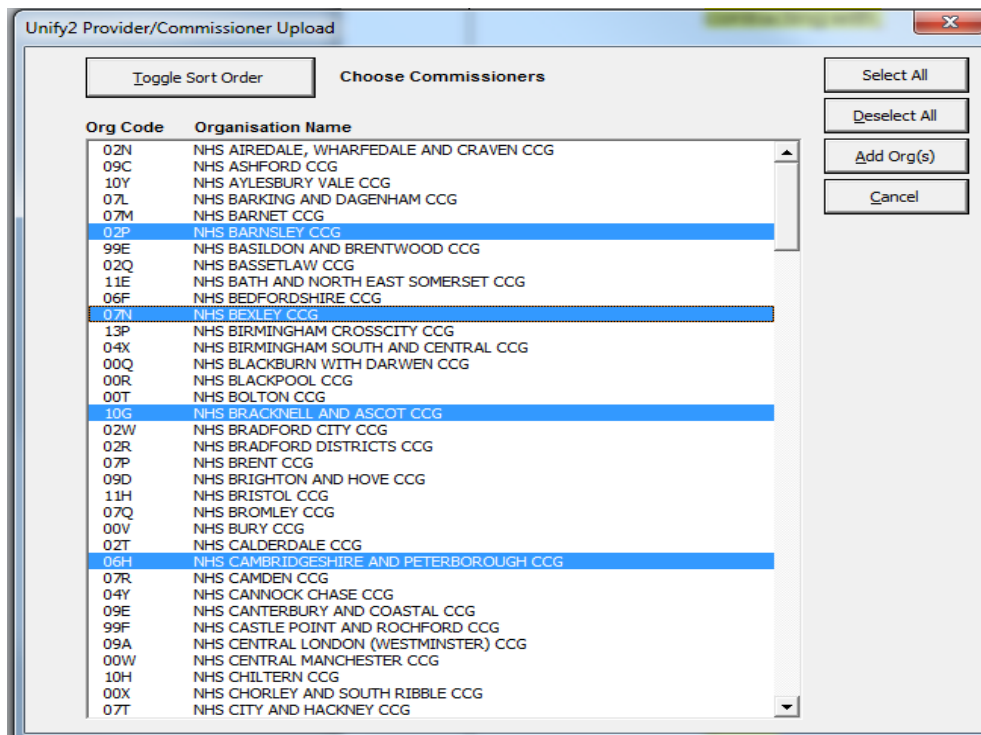 Unify2 Provider/Commissioner Upload
Toggle Sort Order
Choose Commissioners
Select All
Deselect All
Add Org(s)
Cancel
Org Code Organisation Name
02N NHS AIREDALE, WHARFEDALE AND CRAVEN CCG
09C NHS ASHFORD CCG
10Y NHS AYLESBURY VALE CCG
07L NHS BARKING AND DAGENHAM CCG
07M NHS BARNET CCG
02P NHS BARNSLEY CCG
99E NHS BASILDON AND BRENTWOOD CCG
02Q NHS BASSETLAW CCG
11E NHS BATH AND NORTH EAST SOMERSET CCG
06F NHS BEDFORDSHIRE CCG
07N NHS BEXLEY CCG
13P NHS BIRMINGHAM CROSSCITY CCG
04X NHS BIRMINGHAM SOUTH AND CENTRAL CCG
00Q NHS BLACKBURN WITH DARWEN CCG
00R NHS BLACKPOOL CCG
00T NHS BOLTON CCG
10G NHS BRACKNELL AND ASCOT CCG
02W NHS BRADFORD CITY CCG
02R NHS BRADFORD DISTRICTS CCG
07P NHS BRENT CCG
09D NHS BRIGHTON AND HOVE CCG
11H NHS BRISTOL CCG
07Q NHS BROMLEY CCG
00V NHS BURY CCG
02T NHS CALDERDALE CCG
06H NHS CAMBRIDGESHIRE AND PETERBOROUGH CCG
07R NHS CAMDEN CCG
04Y NHS CANNOCK CHASE CCG
09E NHS CANTERBURY AND COASTAL CCG
99F NHS CASTLE POINT AND ROCHFORD CCG
09A NHS CENTRAL LONDON (WESTMINSTER) CCG
00W NHS CENTRAL MANCHESTER CCG
10H NHS CHILTERN CCG
00X NHS CHORLEY AND SOUTH RIBBLE CCG
07T NHS CITY AND HACKNEY CCG